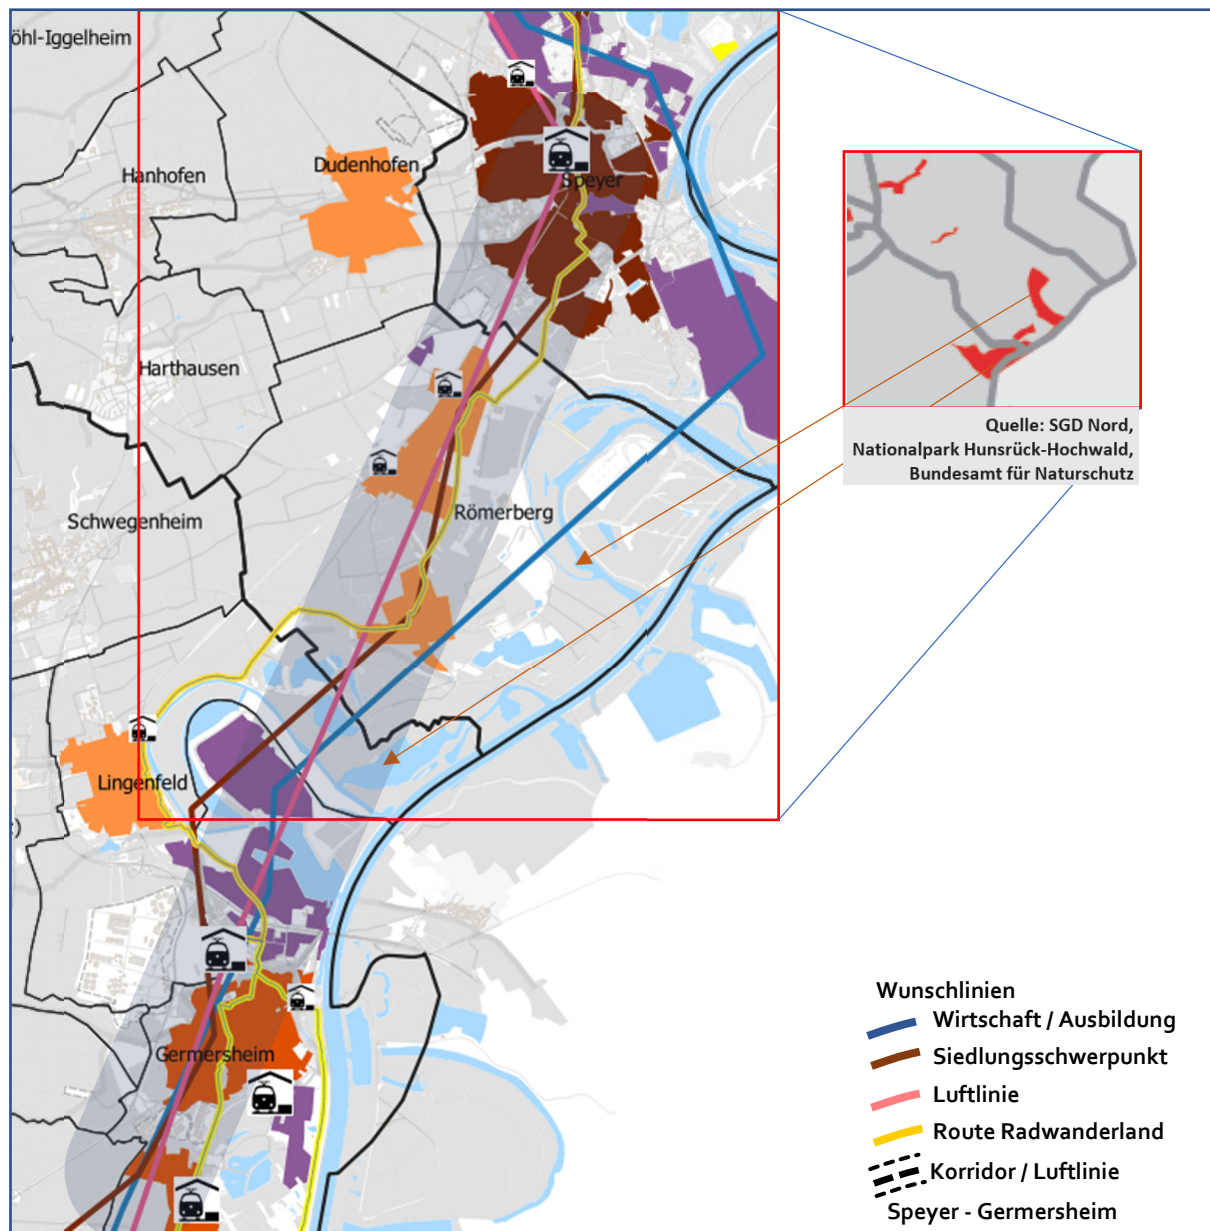 öhl-Iggelheim
Hanhofen
Dudenhofen
Speyer
Harthausen
Schwegenheim
Römerberg
Lingenfeld
Germersheim
Quelle: SGD Nord,
Nationalpark Hunsrück-Hochwald,
Bundesamt für Naturschutz
Wunschlinien
Wirtschaft / Ausbildung
Siedlungsschwerpunkt
Luftlinie
Route Radwanderland
Korridor / Luftlinie
Speyer - Germersheim